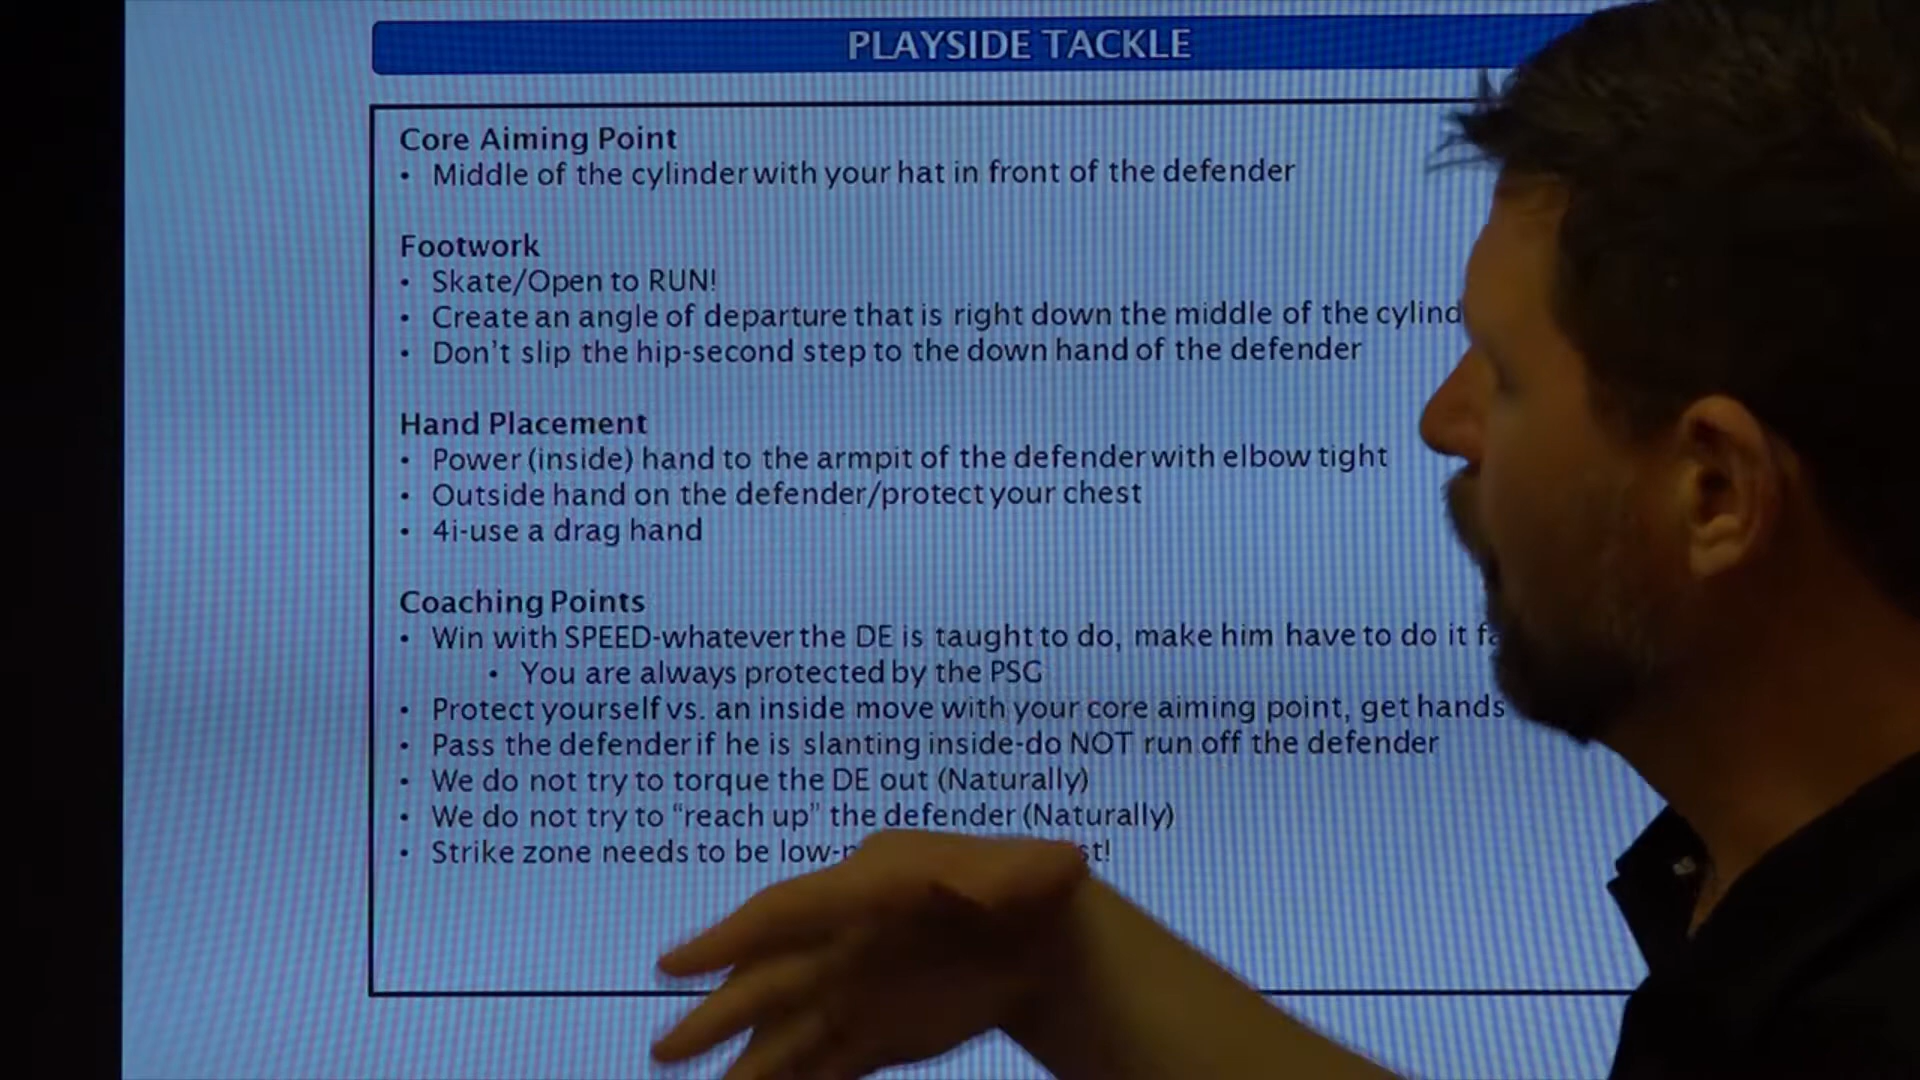 PLAYSIDE TACKLE
Core Aiming Point
• Middle of the cylinder with your hat in front of the defender
Footwork
• Skate/Open to RUN!
• Create an angle of departure that is right down the middle of the
• Don't slip the hip-second step to the down hand of the defender
Hand Placement
• Power (inside) hand to the armpit of the defender with elbow tight
• Outside hand on the defender/protect your chest
• 4i-use a drag hand
Coaching Points
• Win with SPEED-whatever the DE is taught to do, make him have to do it
• You are always protected by the PSG
• Protect yourself vs. an inside move with your core aiming point, get hands
• Pass the defender if he is slanting inside-do NOT run off the defender
• We do not try to torque the DE out (Naturally)
• We do not try to “reach up” the defender (Naturally)
• Strike zone needs to be